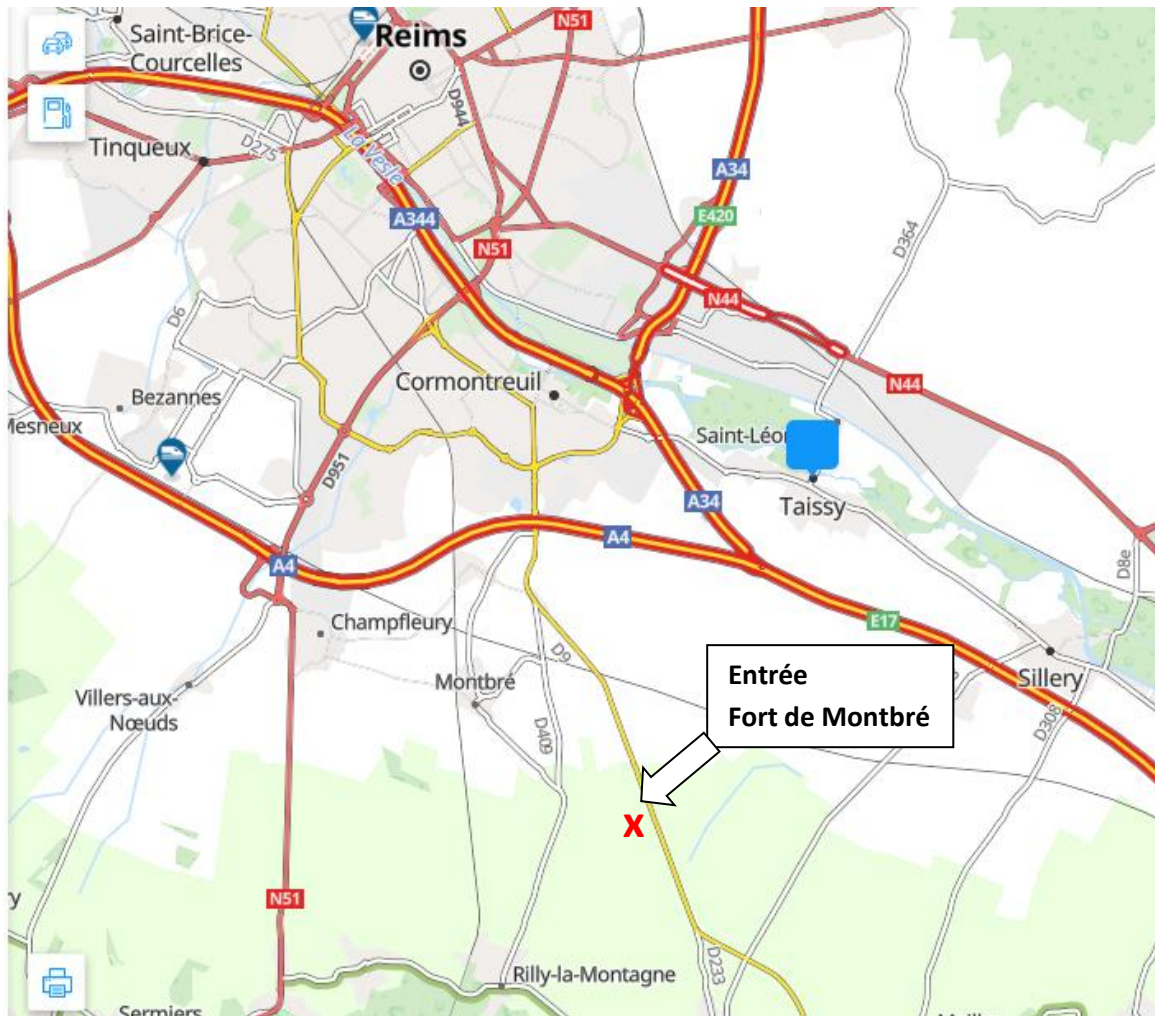 N51
Saint-Brice-
Courcelles
Reims
D944
D275
La Vesle
Tinqueux
A34
A344
E420
D364
N51
N44
D6
Cormontreuil
N44
Bezannes
Mesneux
Saint-Léo
D951
A34
Taissy
A4
A4
D8e
E17
Champfleury
D9
Entrée
Fort de Montbré
Sillery
Montbré
Villers-aux-
Nœuds
D409
D308
X
N51
D233
Rilly-la-Montagne
Sermiers